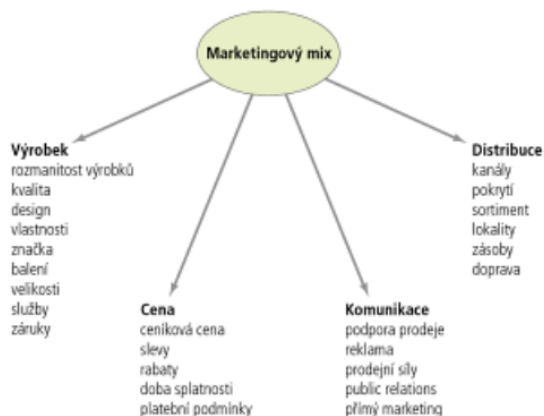 Marketingový mix
Výrobek
rozmanitost výrobků
kvalita
design
vlastnosti
značka
balení
velikosti
služby
záruky
Cena
ceníková cena
slevy
rabaty
doba splatnosti
platební podmínky
Komunikace
podpora prodeje
reklama
prodejní síly
public relations
přímý marketing
Distribuce
kanály
pokrytí
sortiment
lokality
zásoby
doprava